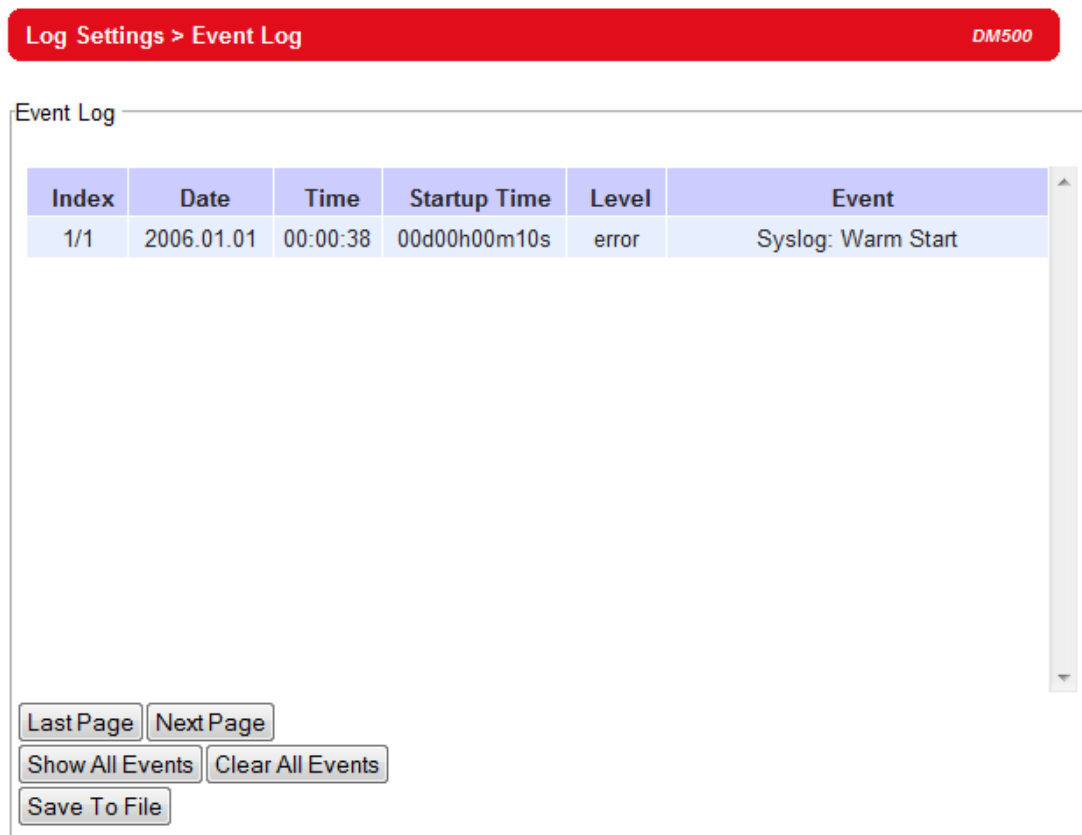 Log Settings > Event Log DM500
Event Log
Index Date Time Startup Time Level Event
1/1 2006.01.01 00:00:38 00d00h00m10s error Syslog: Warm Start
Last Page Next Page
Show All Events Clear All Events
Save To File